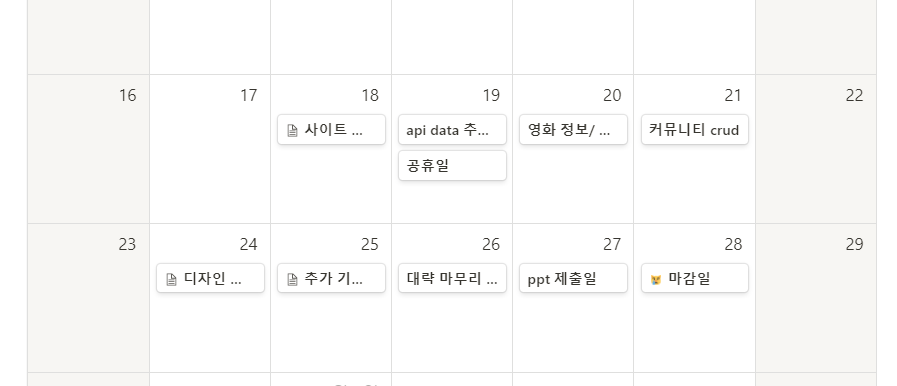 16
17
18
19
20
21
22
사이트 ...
api data 추...
영화 정보/ ...
커뮤니티 crud
공휴일
23
24
25
26
27
28
29
디자인 ...
추가 기...
대략 마무리 ...
ppt 제출일
마감일